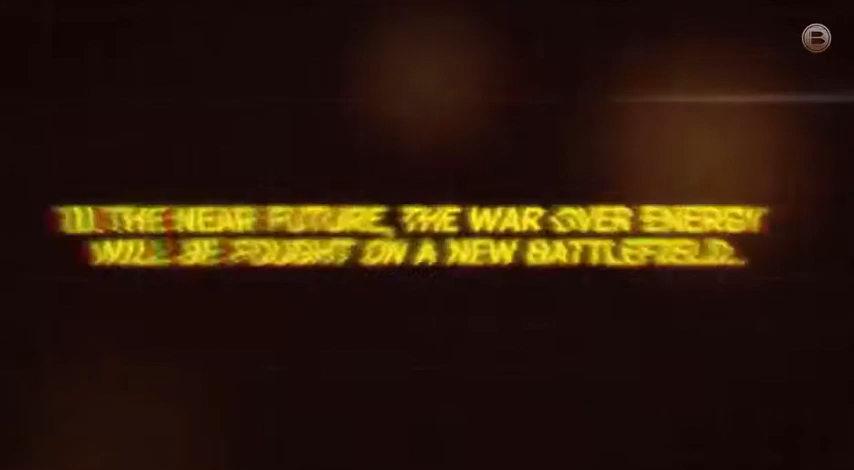 IN THE NEAR FUTURE, THE WAR OVER ENERGY
WILL BE FOUGHT ON A NEW BATTLEFIELD...
B